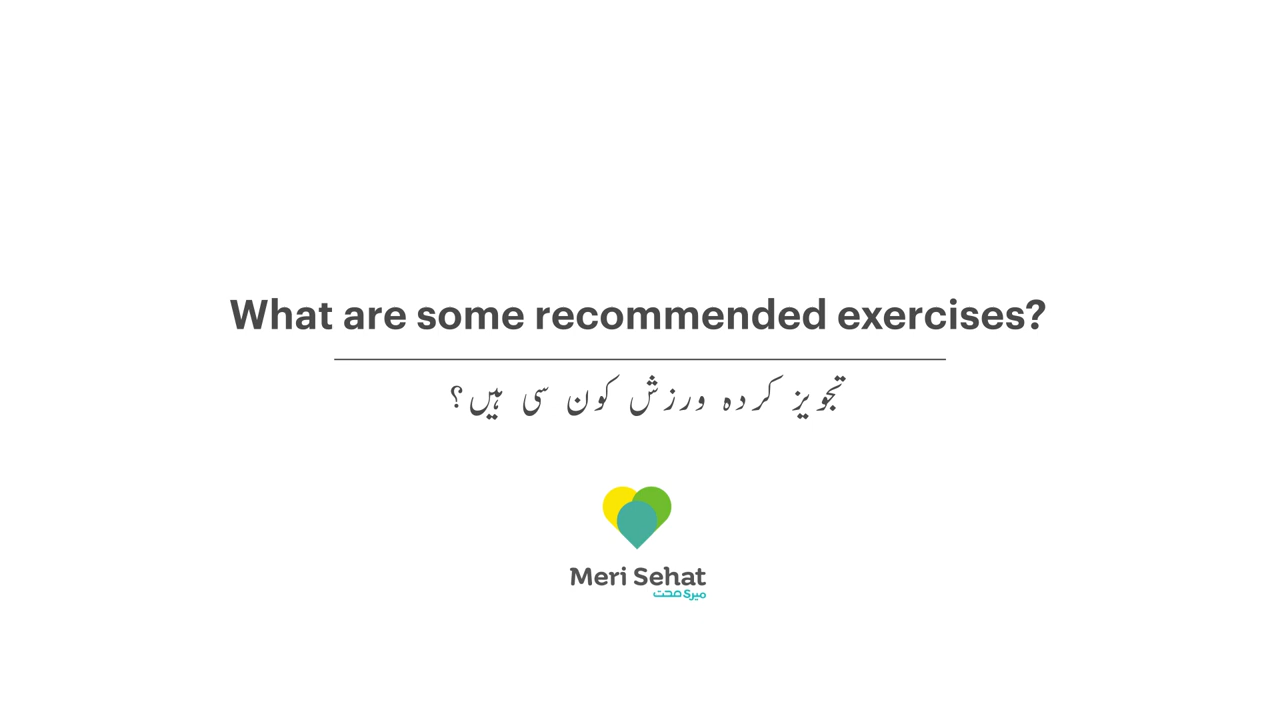 What are some recommended exercises?
تجویز کردہ ورزش کون سی ہیں؟
Meri Sehat
میری صحت